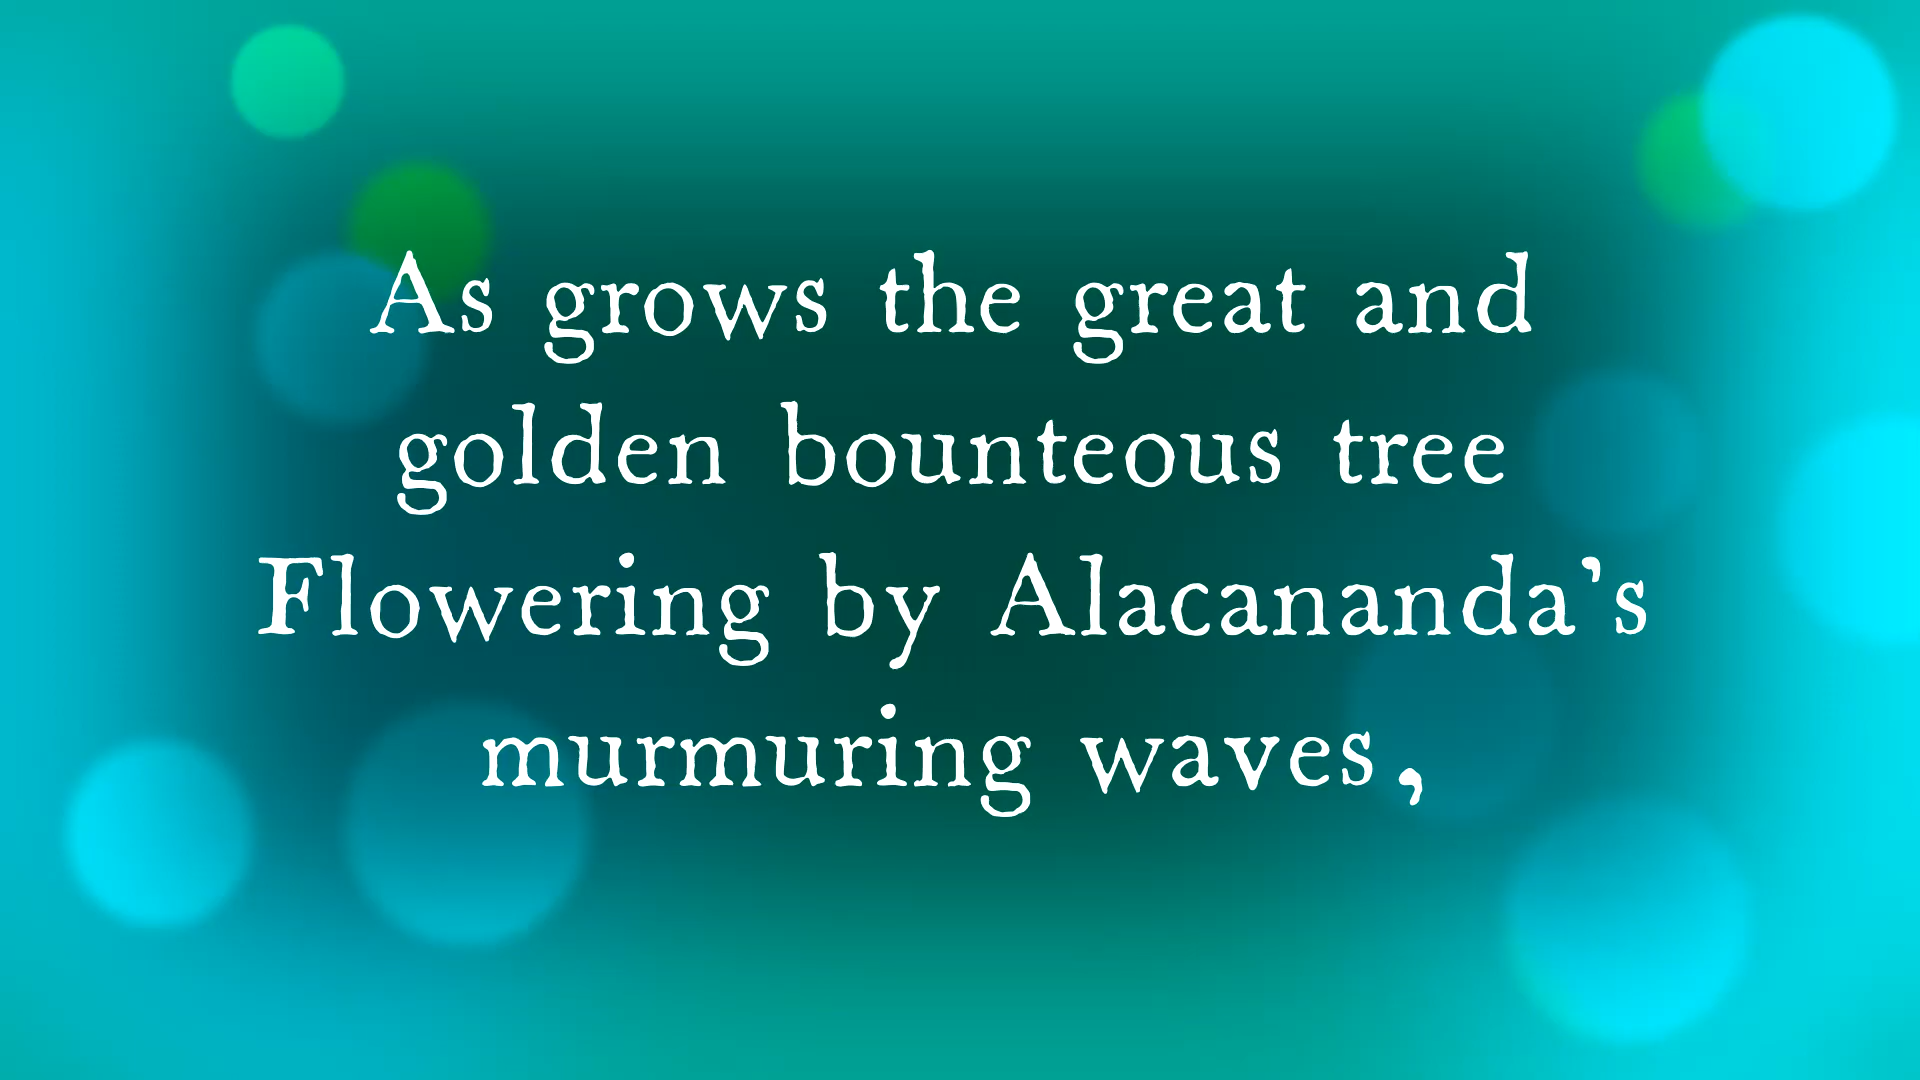 As grows the great and
golden bounteous tree
Flowering by Alacananda's
murmuring waves,